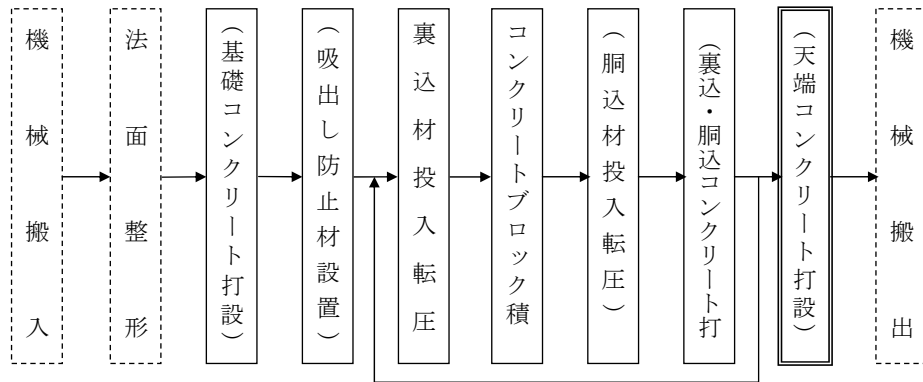 機械搬入
法面整形
（基礎コンクリート打設）
（吸出し防止材設置）
裏込材投入転圧
コンクリートブロック積
（胴込材投入転圧）
（裏込・胴込コンクリート打
（天端コンクリート打設）
機械搬出